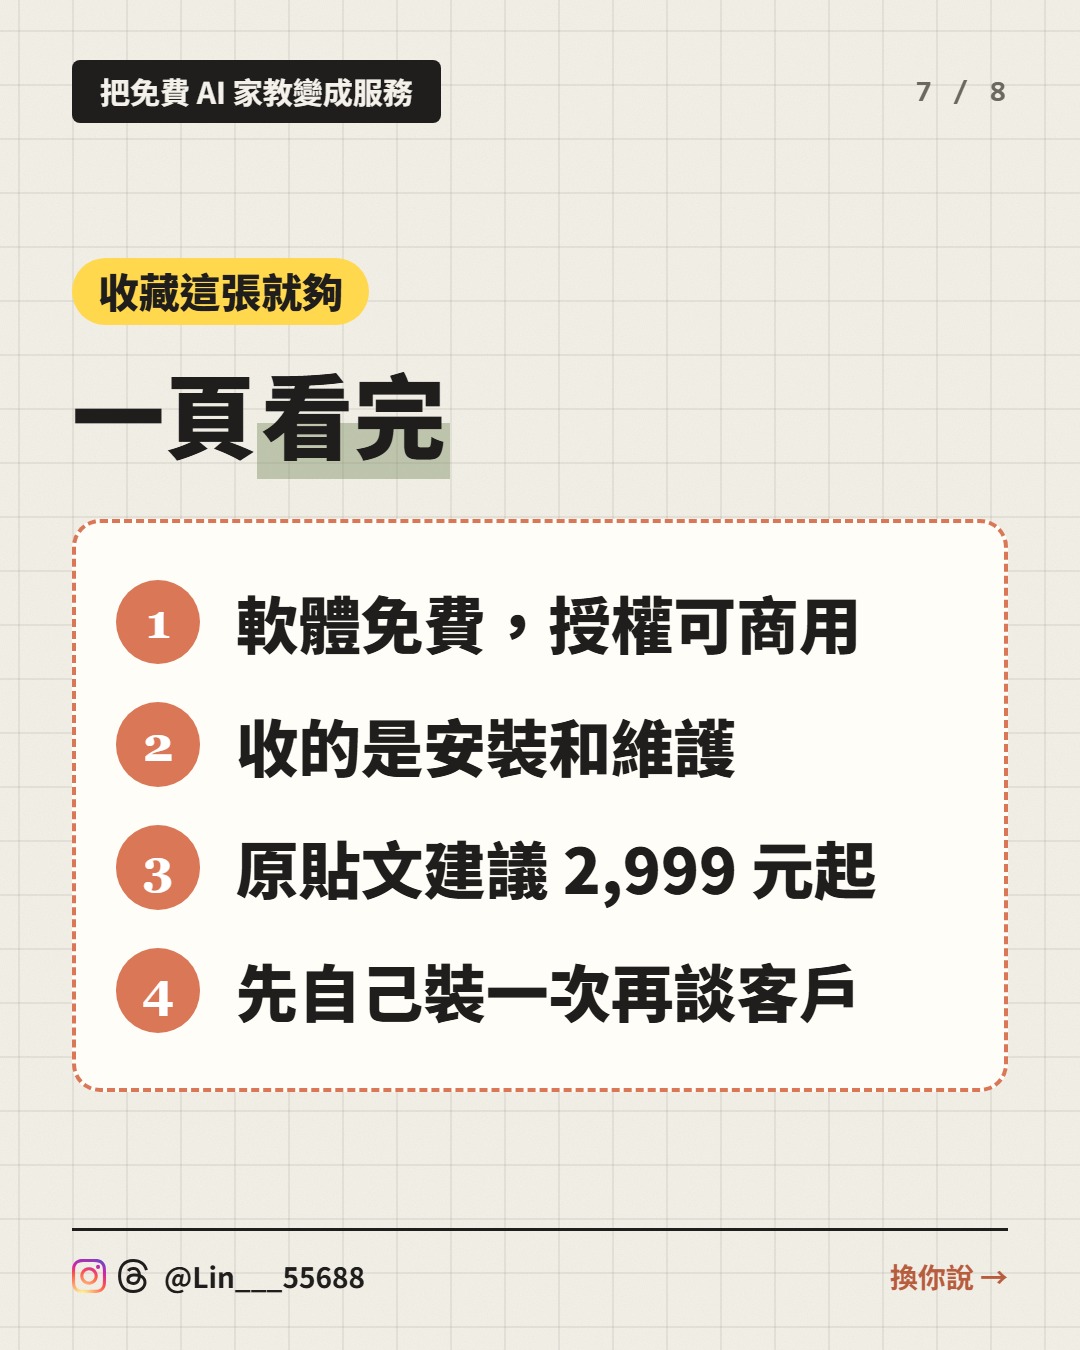 把免費 AI 家教變成服務
7 / 8
收藏這張就夠
一頁看完
1 軟體免費，授權可商用
2 收的是安裝和維護
3 原貼文建議 2,999 元起
4 先自己裝一次再談客戶
@Lin___55688
換你說 →